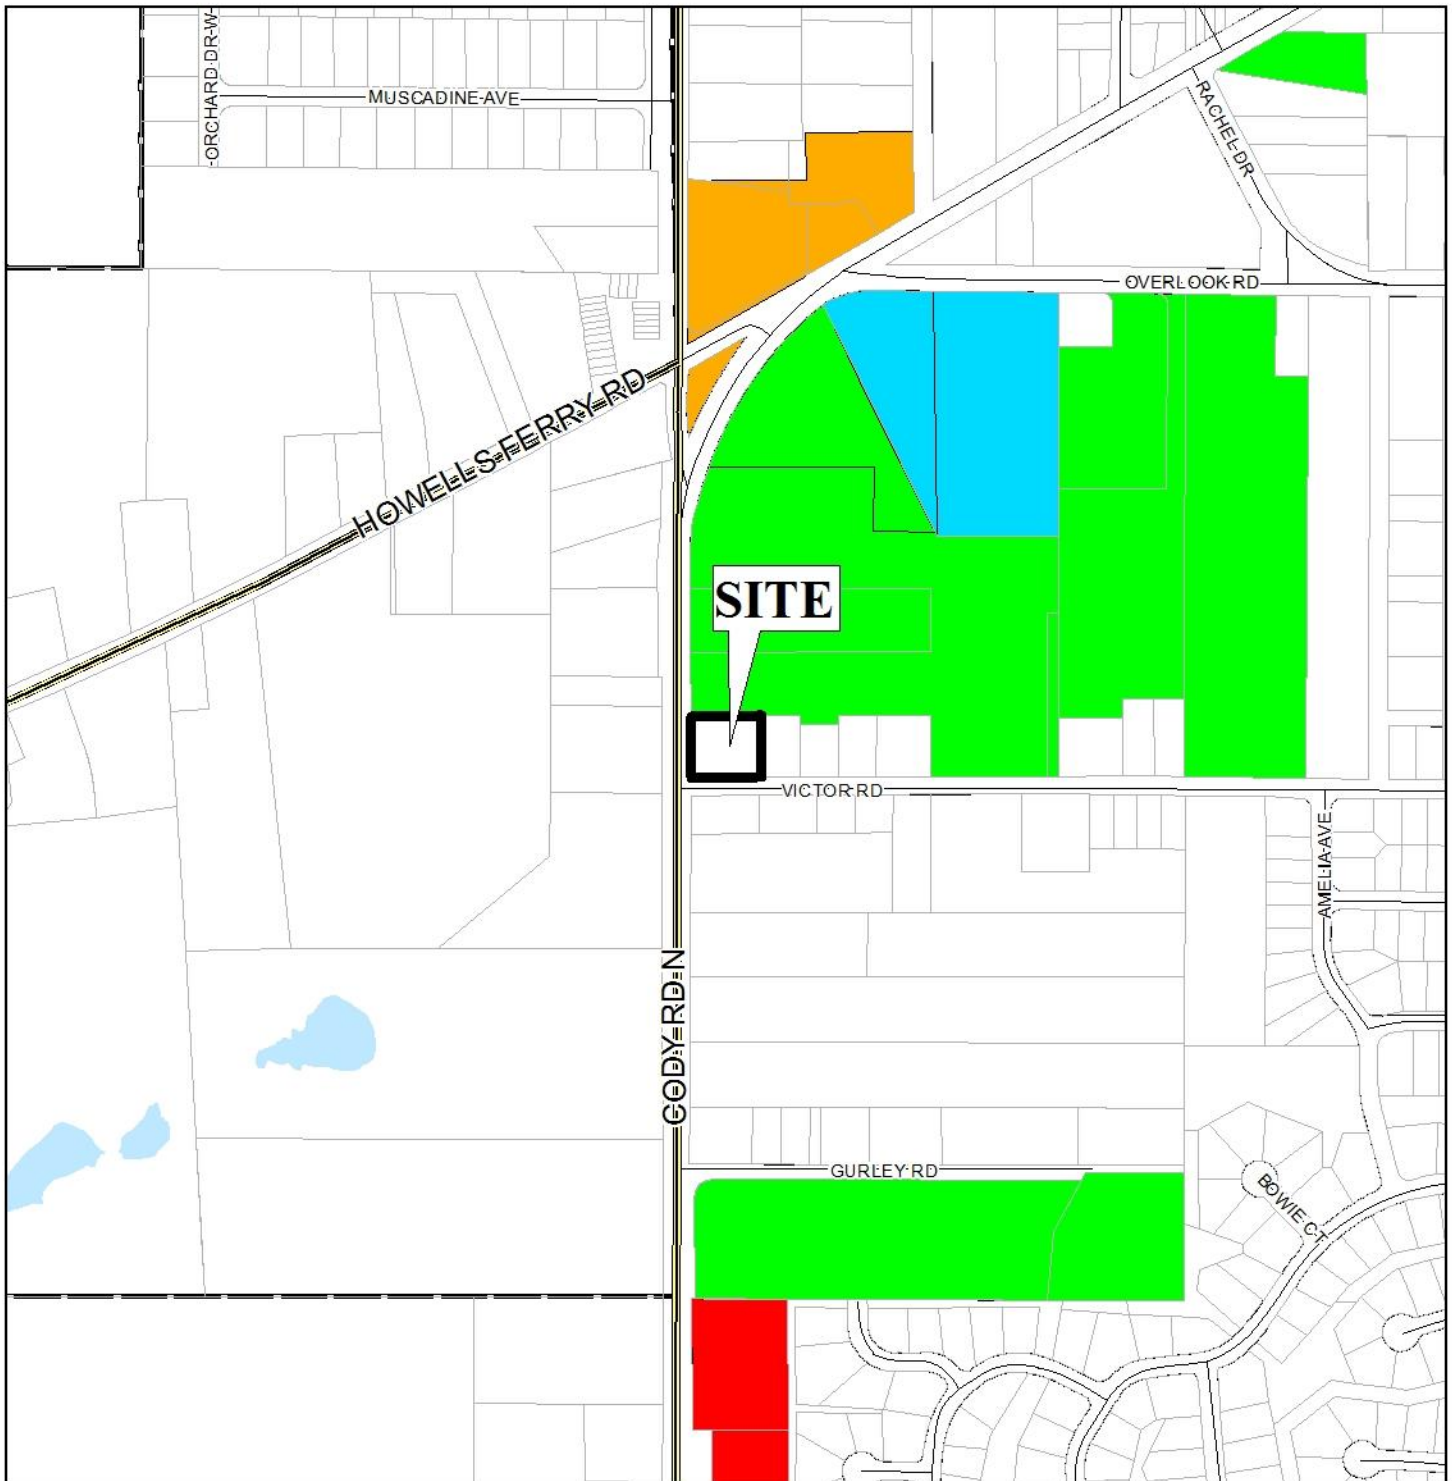 ORCHARD DR W
MUSCADINE AVE
RACHEL DR
OVERLOOK RD
HOWELLS FERRY RD
SITE
VICTOR RD
AMELIA AVE
CODY RD N
GURLEY RD
BOWIE CT